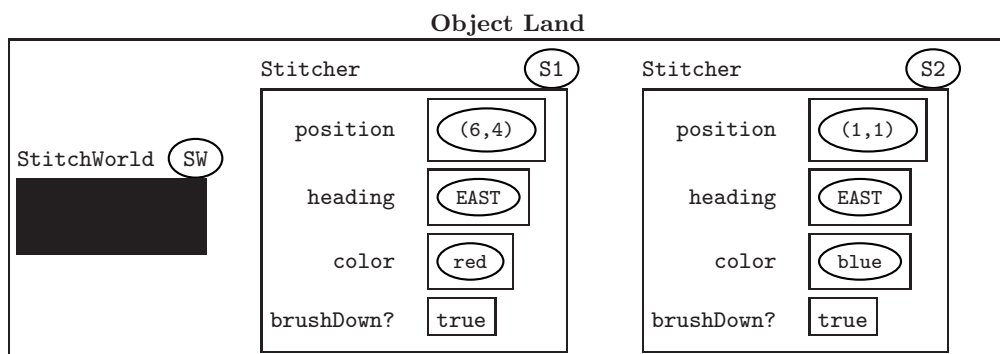 Object Land
Stitcher S1
Stitcher S2
StitchWorld SW
position (6,4)
heading EAST
color red
brushDown? true
position (1,1)
heading EAST
color blue
brushDown? true